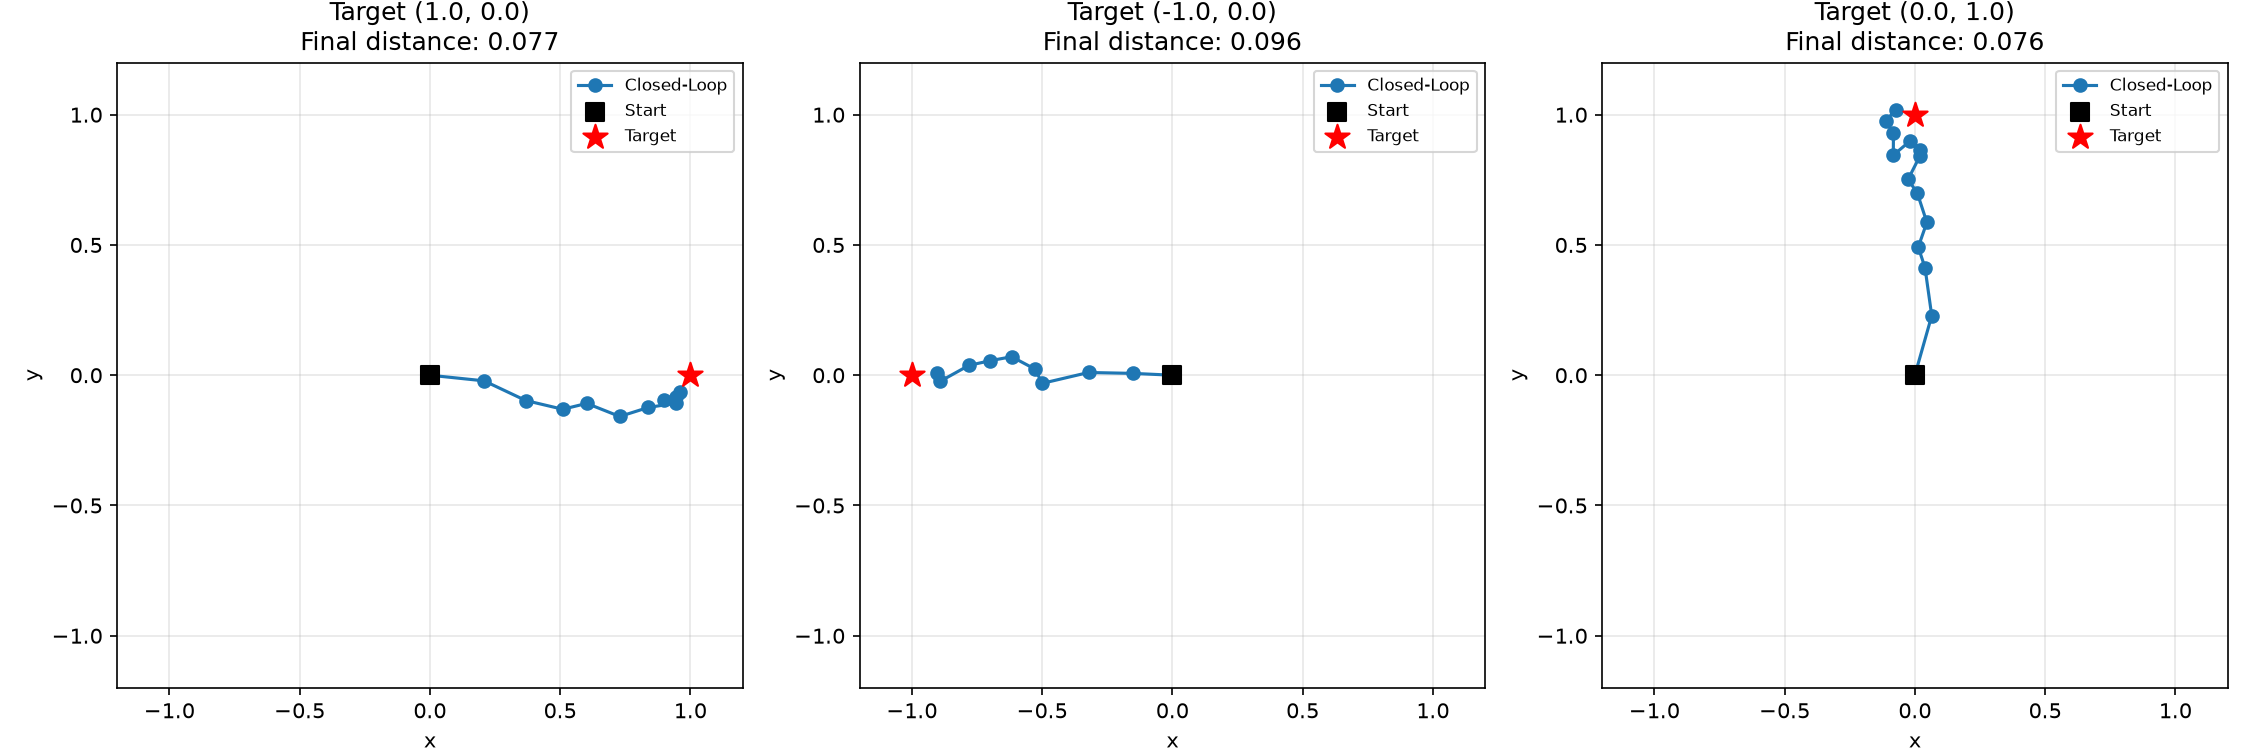 Target (1.0, 0.0)
Final distance: 0.077
Closed-Loop
Start
Target
1.0
0.5
0.0
−0.5
−1.0
y
−1.0
−0.5
0.0
0.5
1.0
x
Target (-1.0, 0.0)
Final distance: 0.096
Closed-Loop
Start
Target
1.0
0.5
0.0
−0.5
−1.0
y
−1.0
−0.5
0.0
0.5
1.0
x
Target (0.0, 1.0)
Final distance: 0.076
Closed-Loop
Start
Target
1.0
0.5
0.0
−0.5
−1.0
y
−1.0
−0.5
0.0
0.5
1.0
x